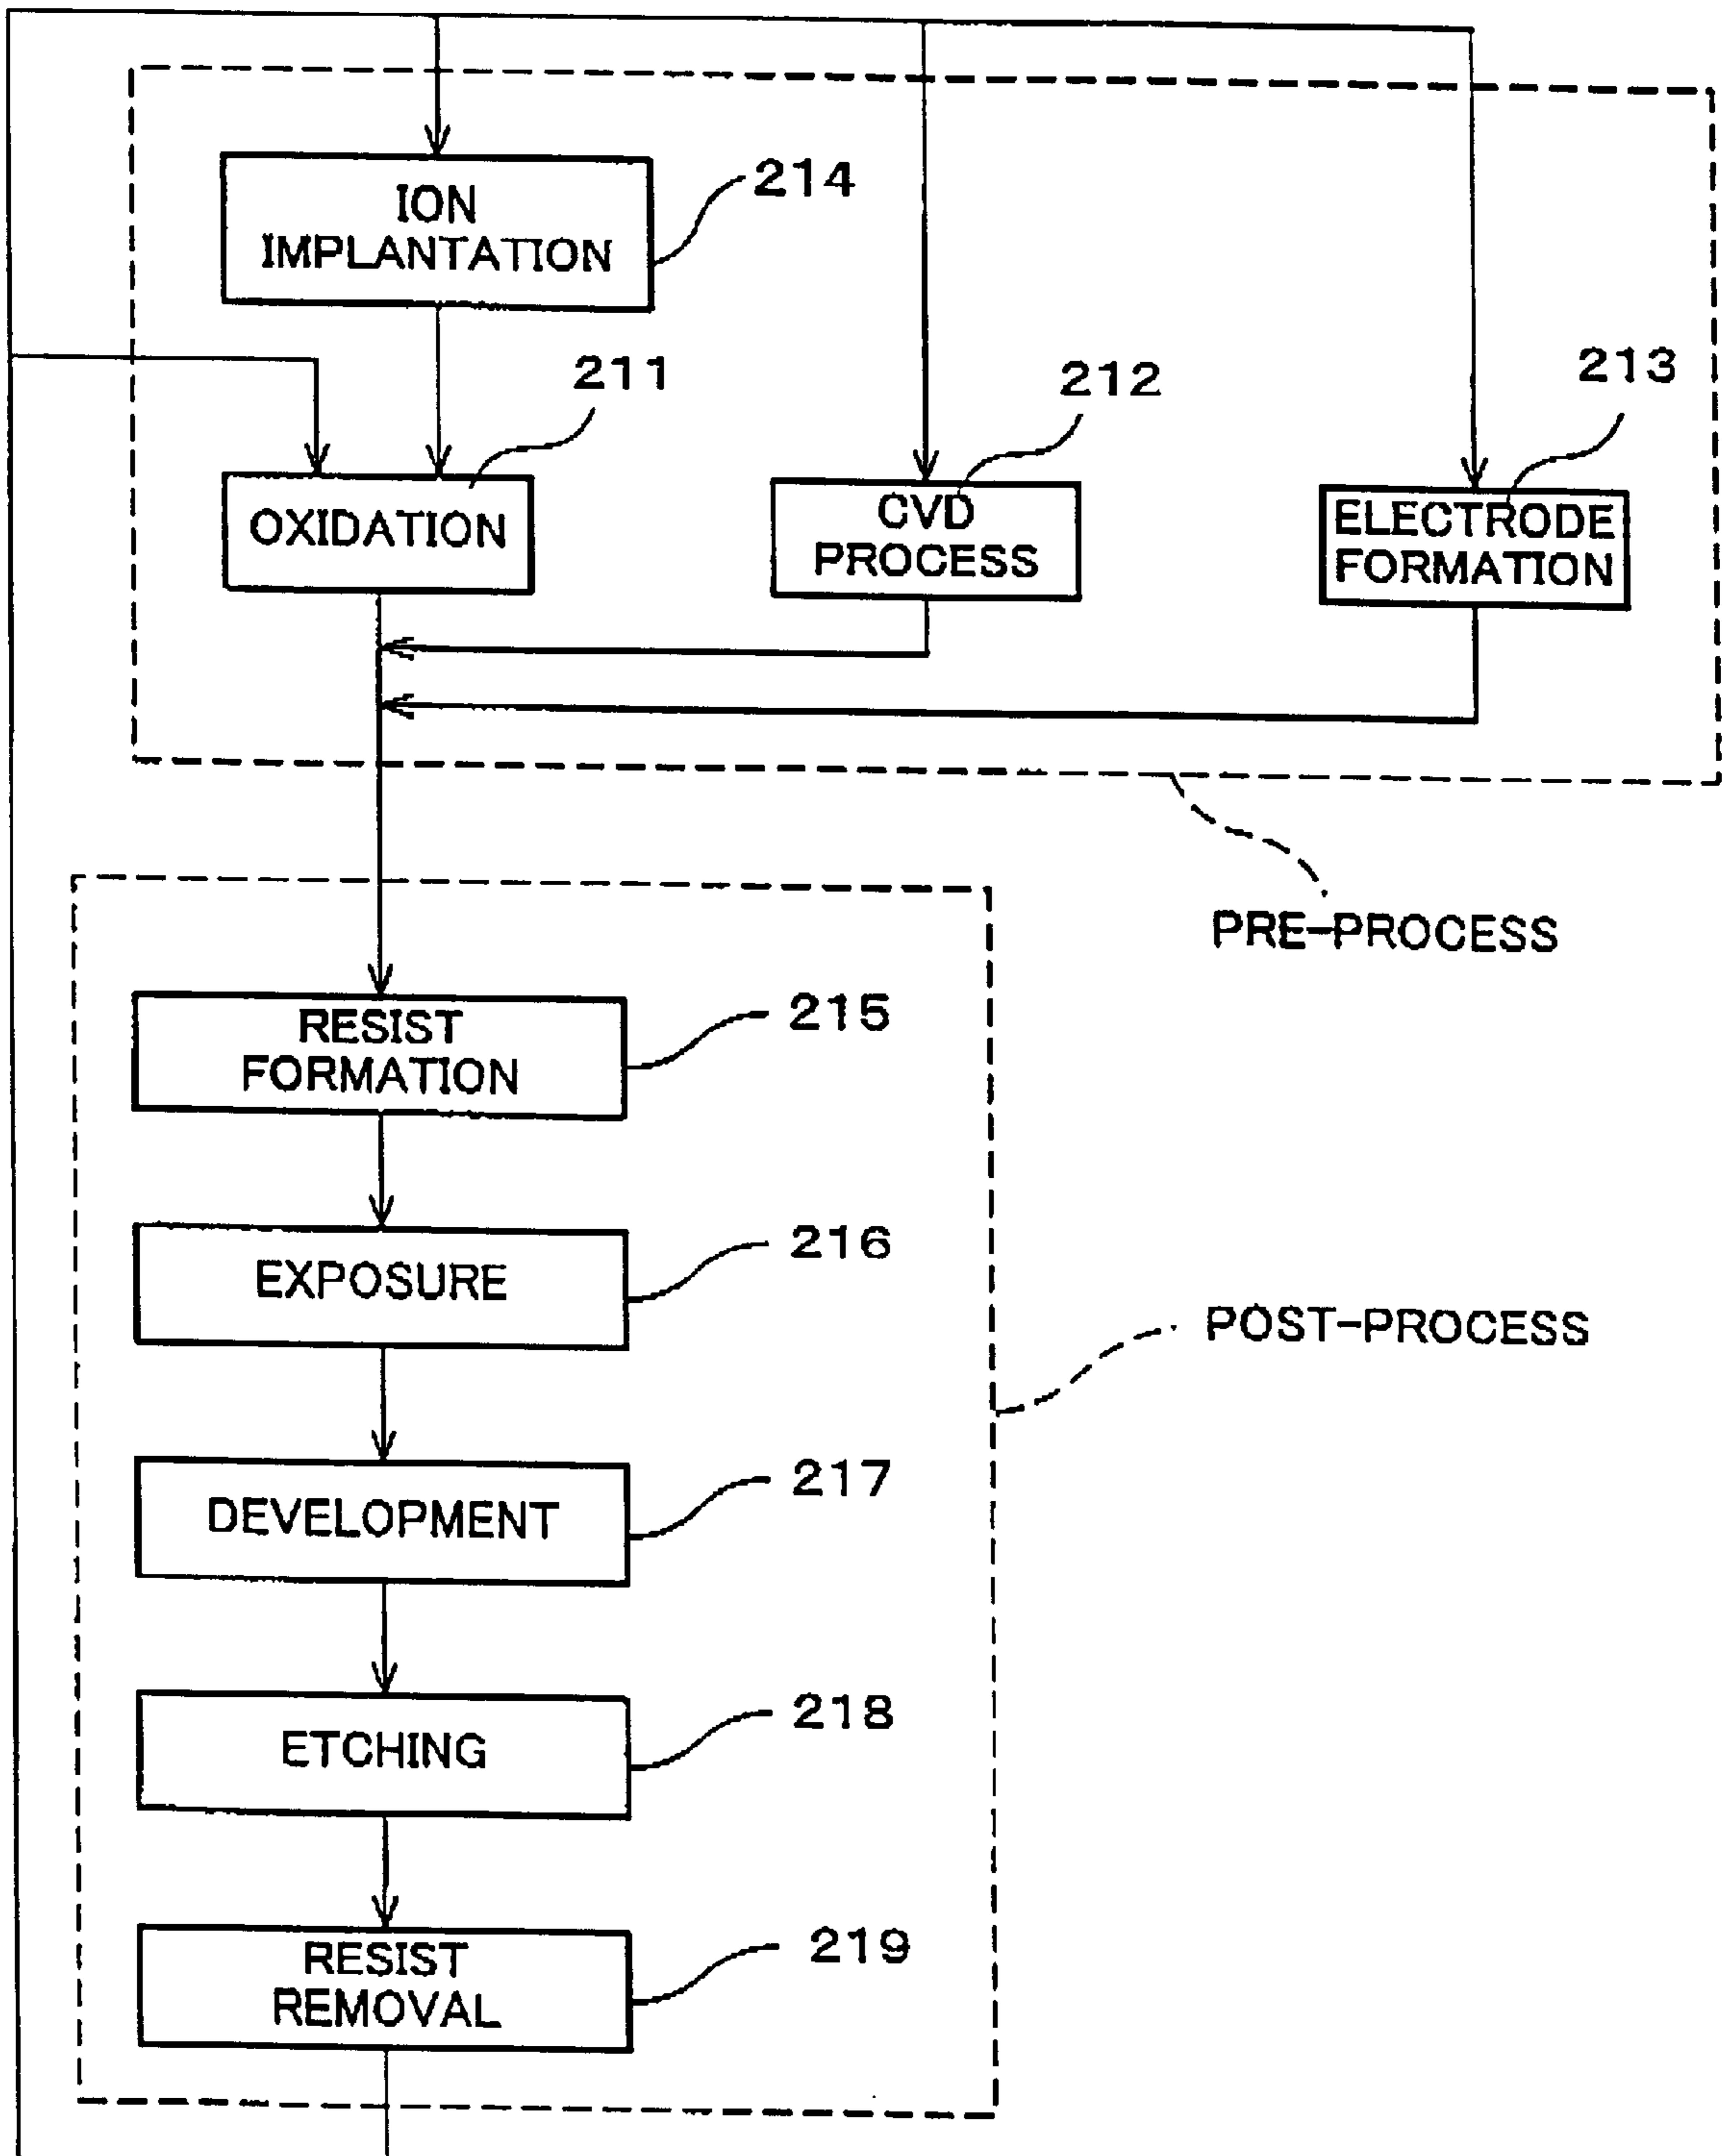 ION
IMPLANTATION
214
211
212
213
OXIDATION
CVD
PROCESS
ELECTRODE
FORMATION
PRE-PROCESS
RESIST
FORMATION
215
EXPOSURE
216
POST-PROCESS
DEVELOPMENT
217
ETCHING
218
RESIST
REMOVAL
219